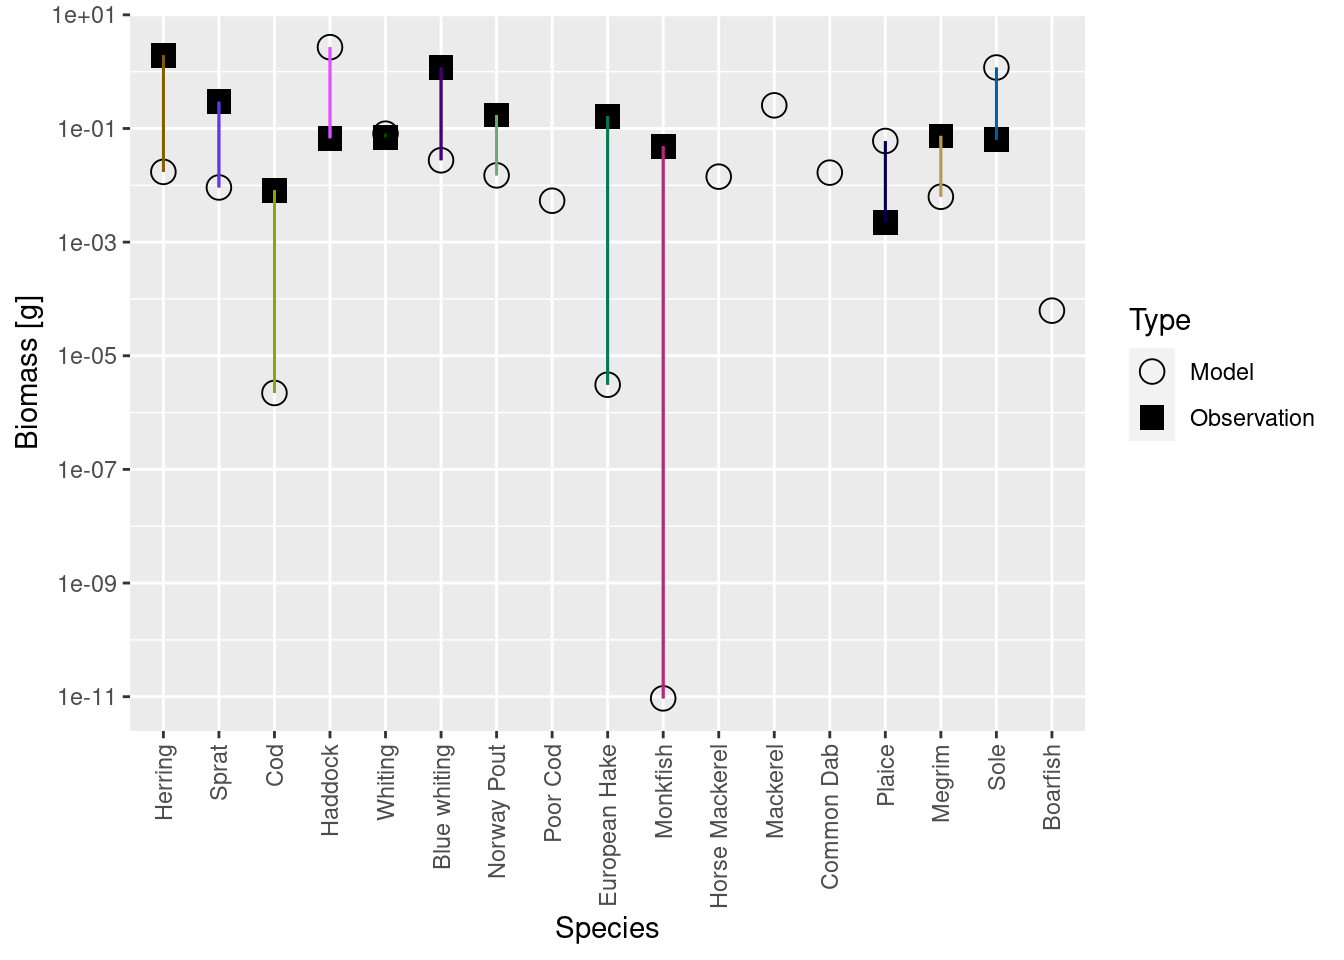 1e+01
1e-01
1e-03
1e-05
1e-07
1e-09
1e-11
Biomass [g]
Herring
Sprat
Cod
Haddock
Whiting
Blue whiting
Norway Pout
Poor Cod
European Hake
Monkfish
Horse Mackerel
Mackerel
Common Dab
Plaice
Megrim
Sole
Boarfish
Species
Type
Model
Observation